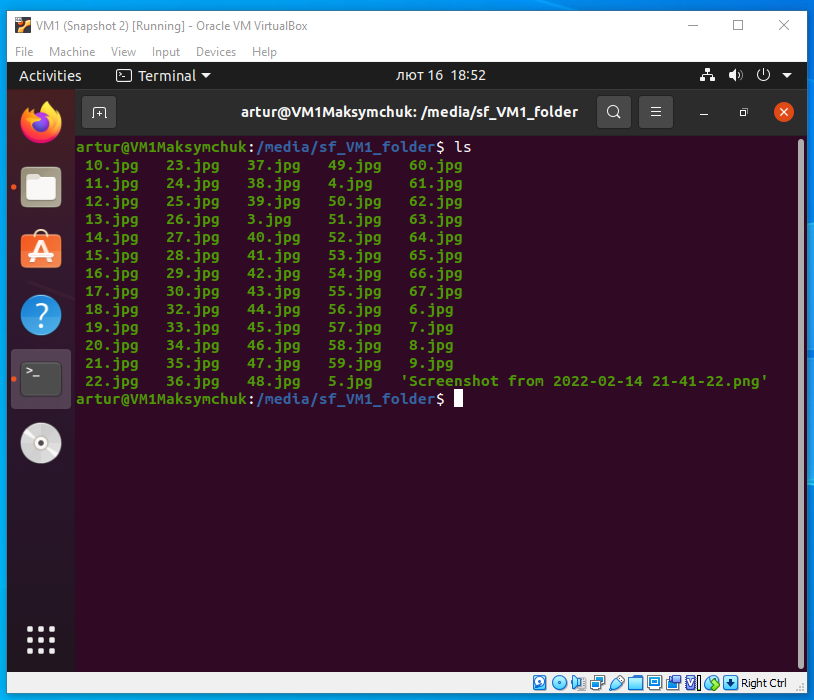 VM1 (Snapshot 2) [Running] - Oracle VM VirtualBox
File Machine View Input Devices Help
Activities Terminal лют 16 18:52
artur@VM1Maksymchuk: /media/sf_VM1_folder
artur@VM1Maksymchuk:/media/sf_VM1_folder$ ls
10.jpg 23.jpg 37.jpg 49.jpg 60.jpg
11.jpg 24.jpg 38.jpg 4.jpg 61.jpg
12.jpg 25.jpg 39.jpg 50.jpg 62.jpg
13.jpg 26.jpg 3.jpg 51.jpg 63.jpg
14.jpg 27.jpg 40.jpg 52.jpg 64.jpg
15.jpg 28.jpg 41.jpg 53.jpg 65.jpg
16.jpg 29.jpg 42.jpg 54.jpg 66.jpg
17.jpg 30.jpg 43.jpg 55.jpg 67.jpg
18.jpg 32.jpg 44.jpg 56.jpg 6.jpg
19.jpg 33.jpg 45.jpg 57.jpg 7.jpg
20.jpg 34.jpg 46.jpg 58.jpg 8.jpg
21.jpg 35.jpg 47.jpg 59.jpg 9.jpg
22.jpg 36.jpg 48.jpg 5.jpg 'Screenshot from 2022-02-14 21-41-22.png'
artur@VM1Maksymchuk:/media/sf_VM1_folder$
Right Ctrl